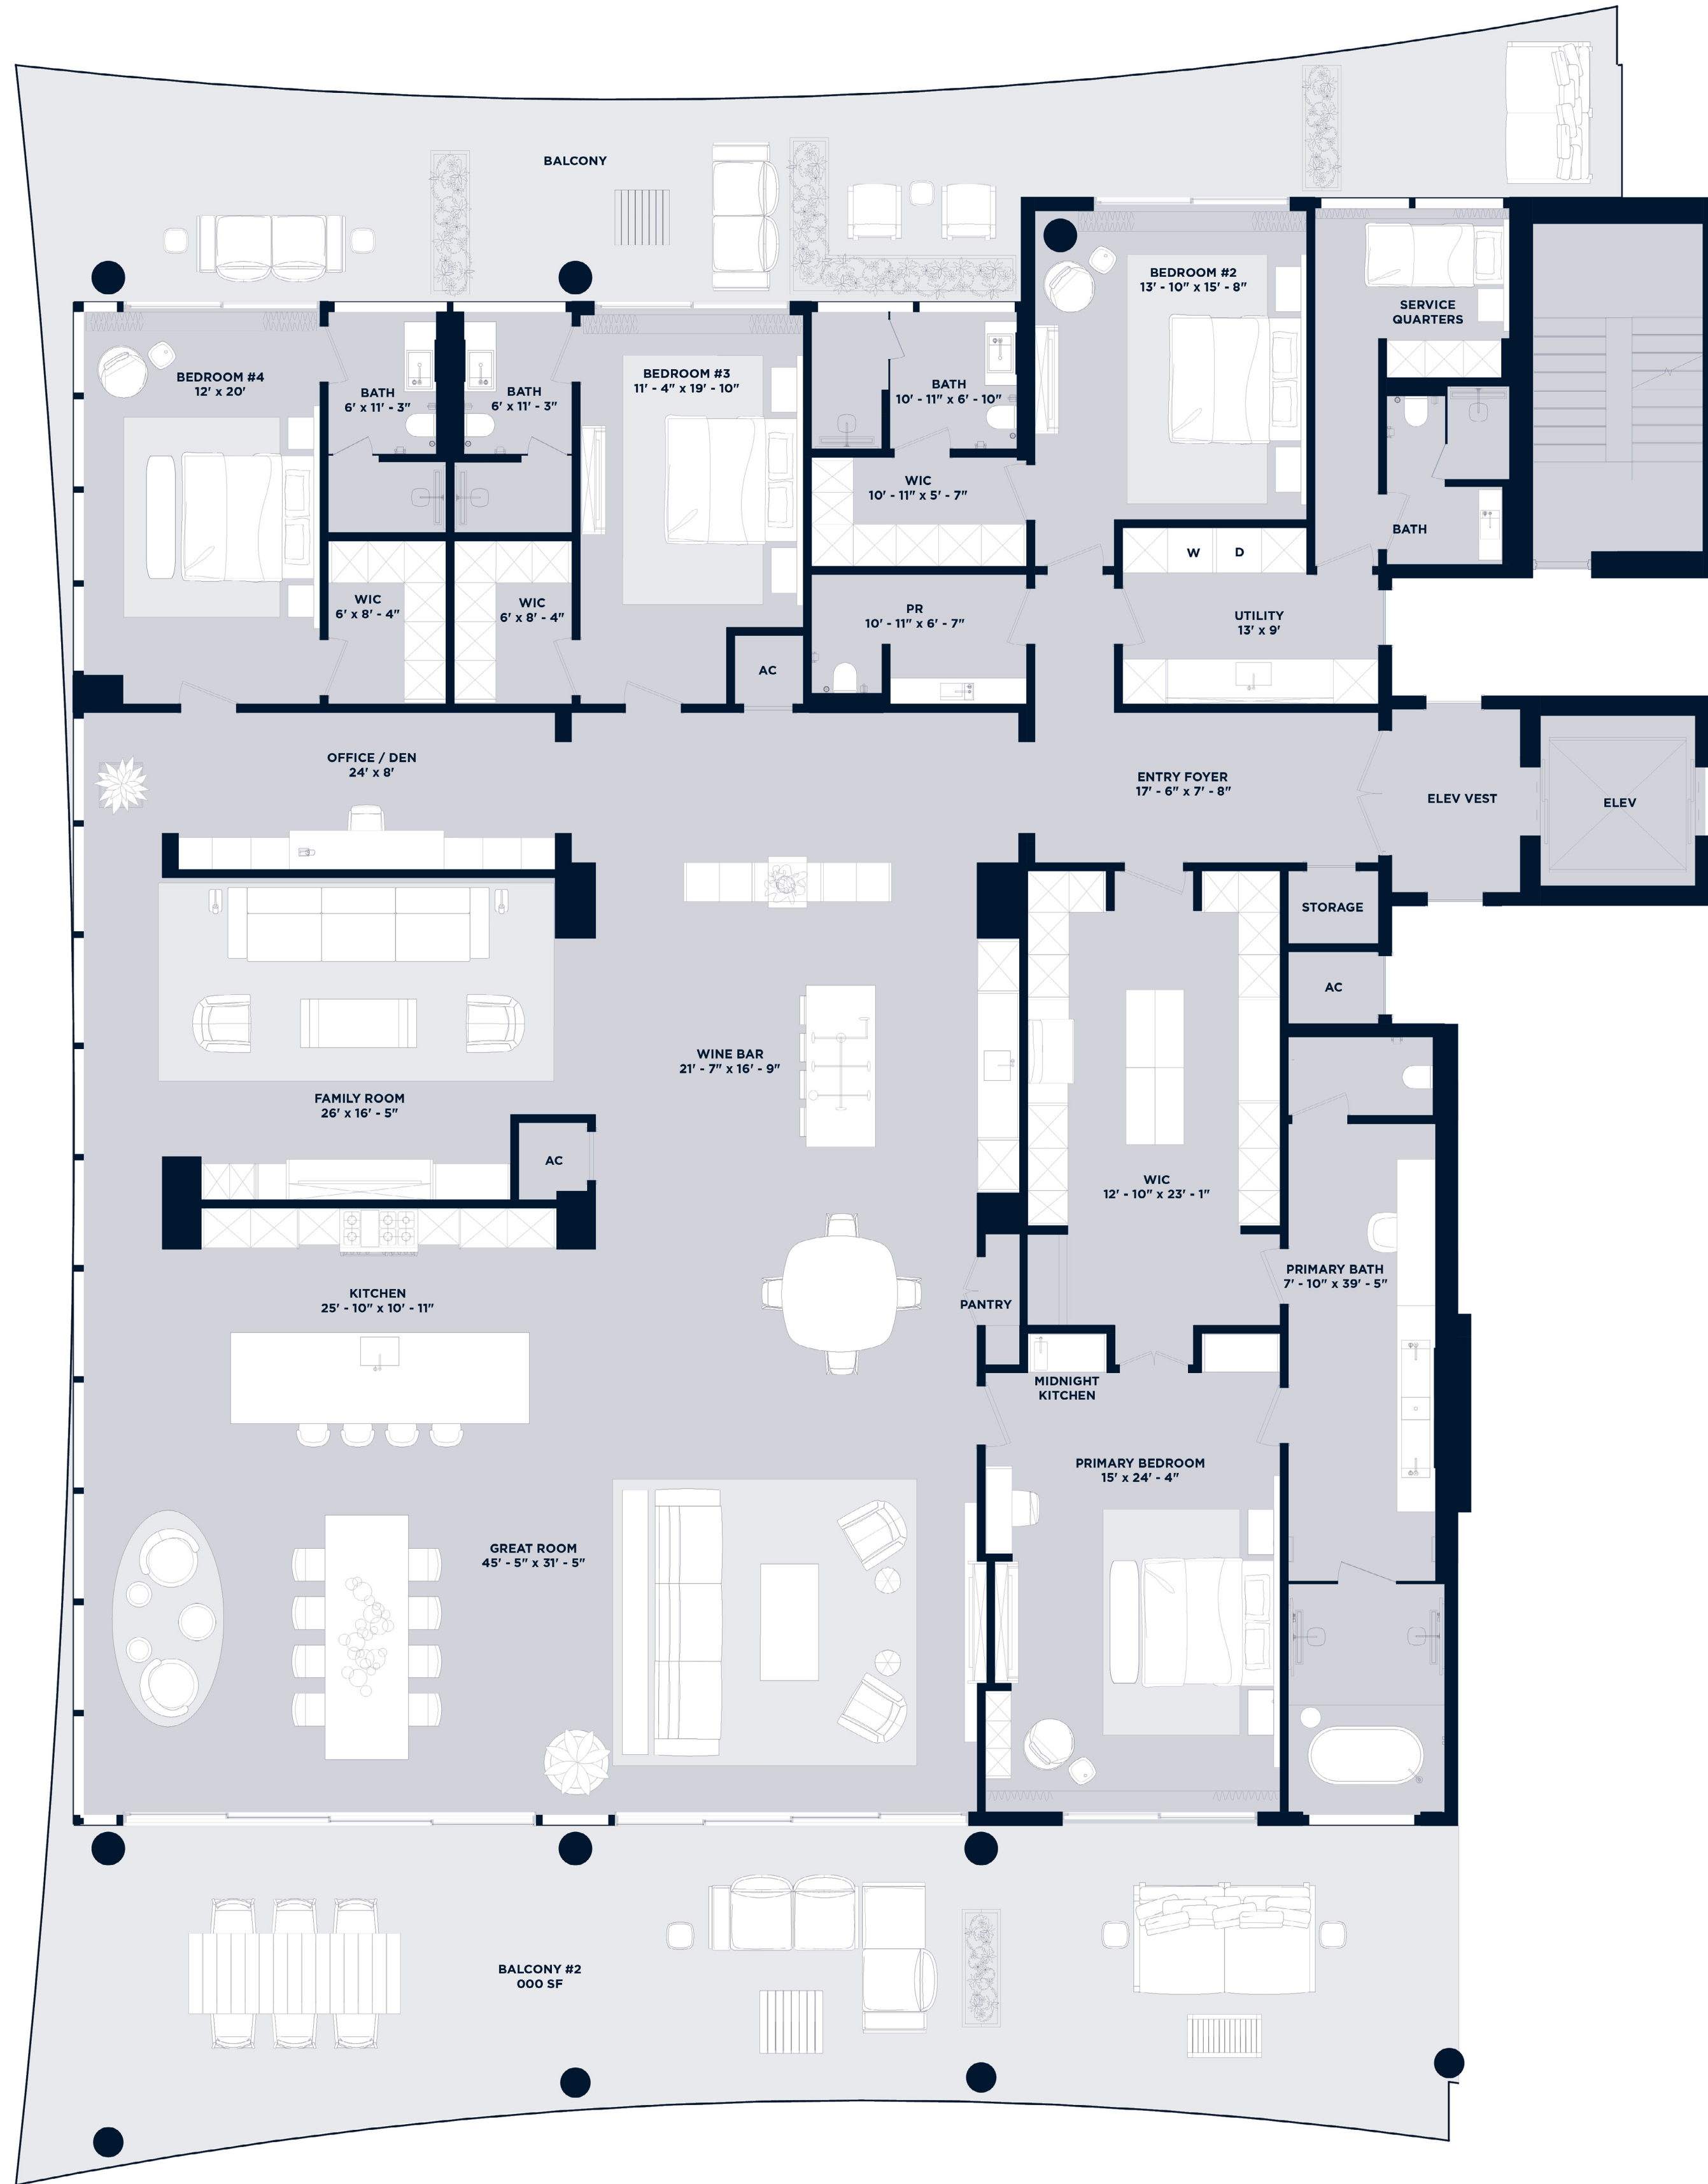 BALCONY
BEDROOM #2
13' - 10" x 15' - 8"
SERVICE
QUARTERS
BEDROOM #4
12' x 20'
BATH
6' x 11' - 3"
BATH
6' x 11' - 3"
BEDROOM #3
11' - 4" x 19' - 10"
BATH
10' - 11" x 6' - 10"
WIC
10' - 11" x 5' - 7"
BATH
W
D
WIC
6' x 8' - 4"
WIC
6' x 8' - 4"
PR
10' - 11" x 6' - 7"
UTILITY
13' x 9'
AC
OFFICE / DEN
24' x 8'
ENTRY FOYER
17' - 6" x 7' - 8"
ELEV VEST
ELEV
STORAGE
AC
WINE BAR
21' - 7" x 16' - 9"
FAMILY ROOM
26' x 16' - 5"
AC
WIC
12' - 10" x 23' - 1"
PRIMARY BATH
7' - 10" x 39' - 5"
KITCHEN
25' - 10" x 10' - 11"
PANTRY
MIDNIGHT
KITCHEN
PRIMARY BEDROOM
15' x 24' - 4"
GREAT ROOM
45' - 5" x 31' - 5"
BALCONY #2
000 SF